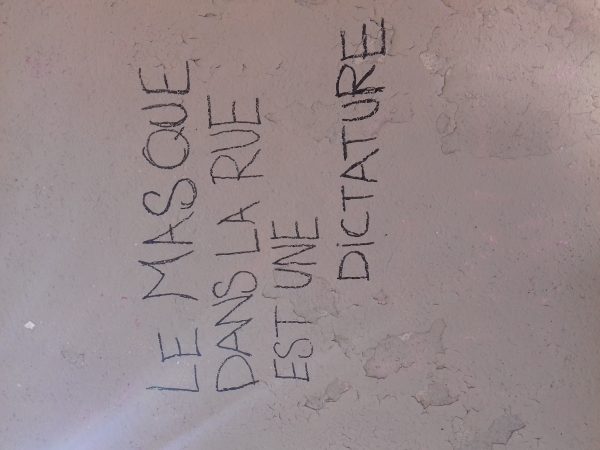 LE MASQUE
DANS LA RUE
EST UNE
DiCTATURE